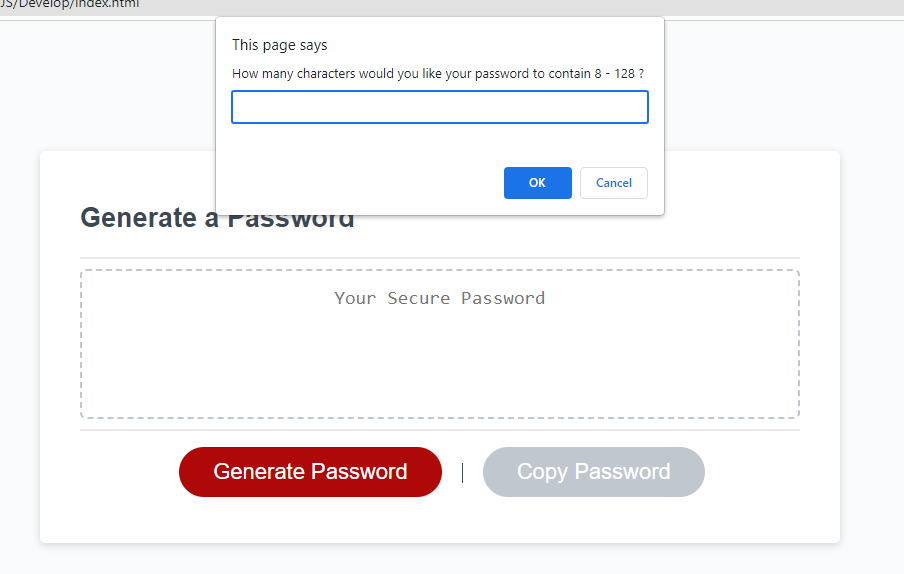 JS/Develop/index.html
This page says
How many characters would you like your password to contain 8 - 128 ?
OK
Cancel
Generate a Password
Your Secure Password
Generate Password | Copy Password